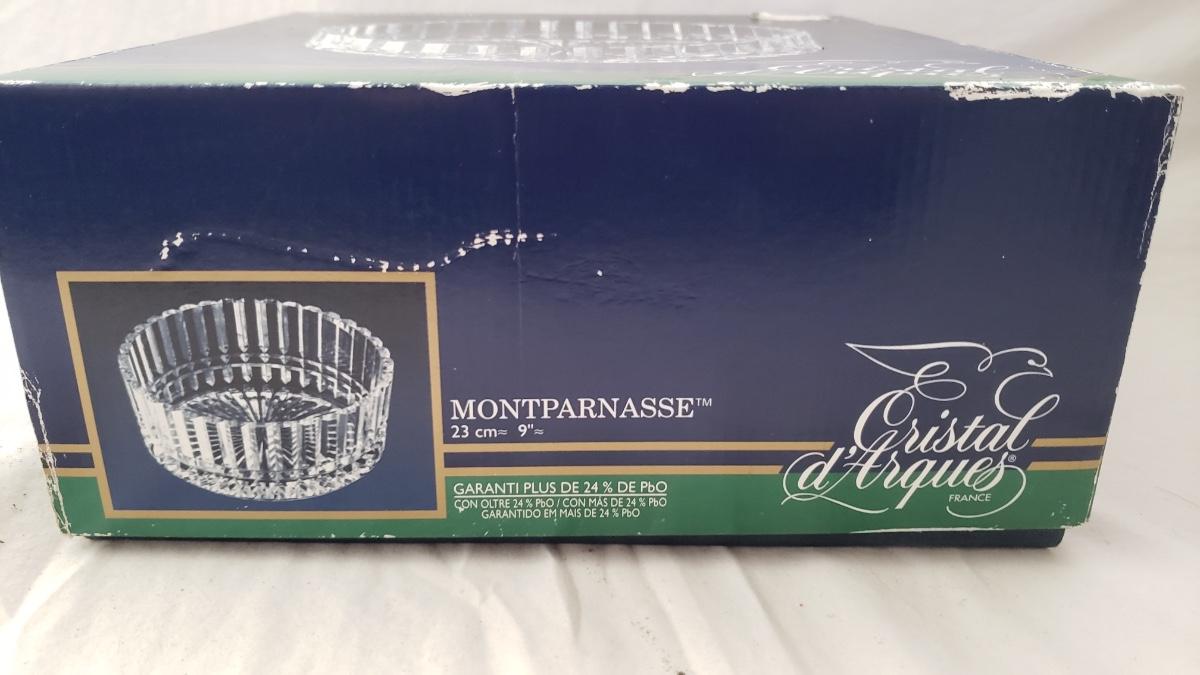 MONTPARNASSE™
23 cm≈ 9"≈
GARANTI PLUS DE 24 % DE PbO
CON OLTRE 24 % PbO / CON MÁS DE 24 % PbO
GARANTIDO EM MAIS DE 24 % PbO
Cristal
d'Arques®
FRANCE